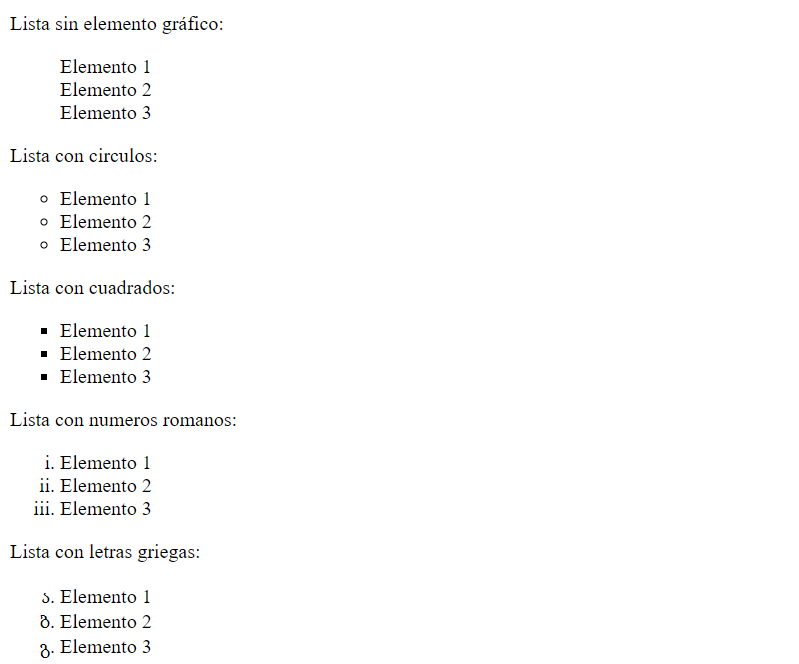 Lista sin elemento gráfico:
Elemento 1
Elemento 2
Elemento 3
Lista con circulos:
Elemento 1
Elemento 2
Elemento 3
Lista con cuadrados:
Elemento 1
Elemento 2
Elemento 3
Lista con numeros romanos:
i. Elemento 1
ii. Elemento 2
iii. Elemento 3
Lista con letras griegas:
ა. Elemento 1
ბ. Elemento 2
გ. Elemento 3